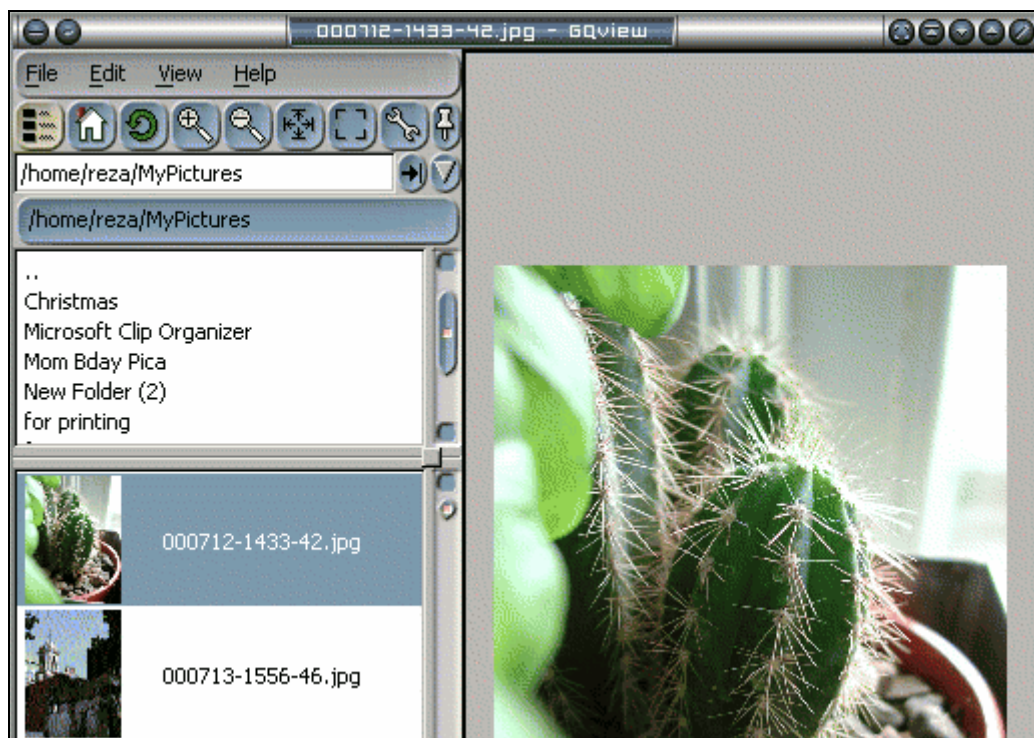 000712-1433-42.jpg - GQview
File Edit View Help
/home/reza/MyPictures
/home/reza/MyPictures
..
Christmas
Microsoft Clip Organizer
Mom Bday Pica
New Folder (2)
for printing
000712-1433-42.jpg
000713-1556-46.jpg